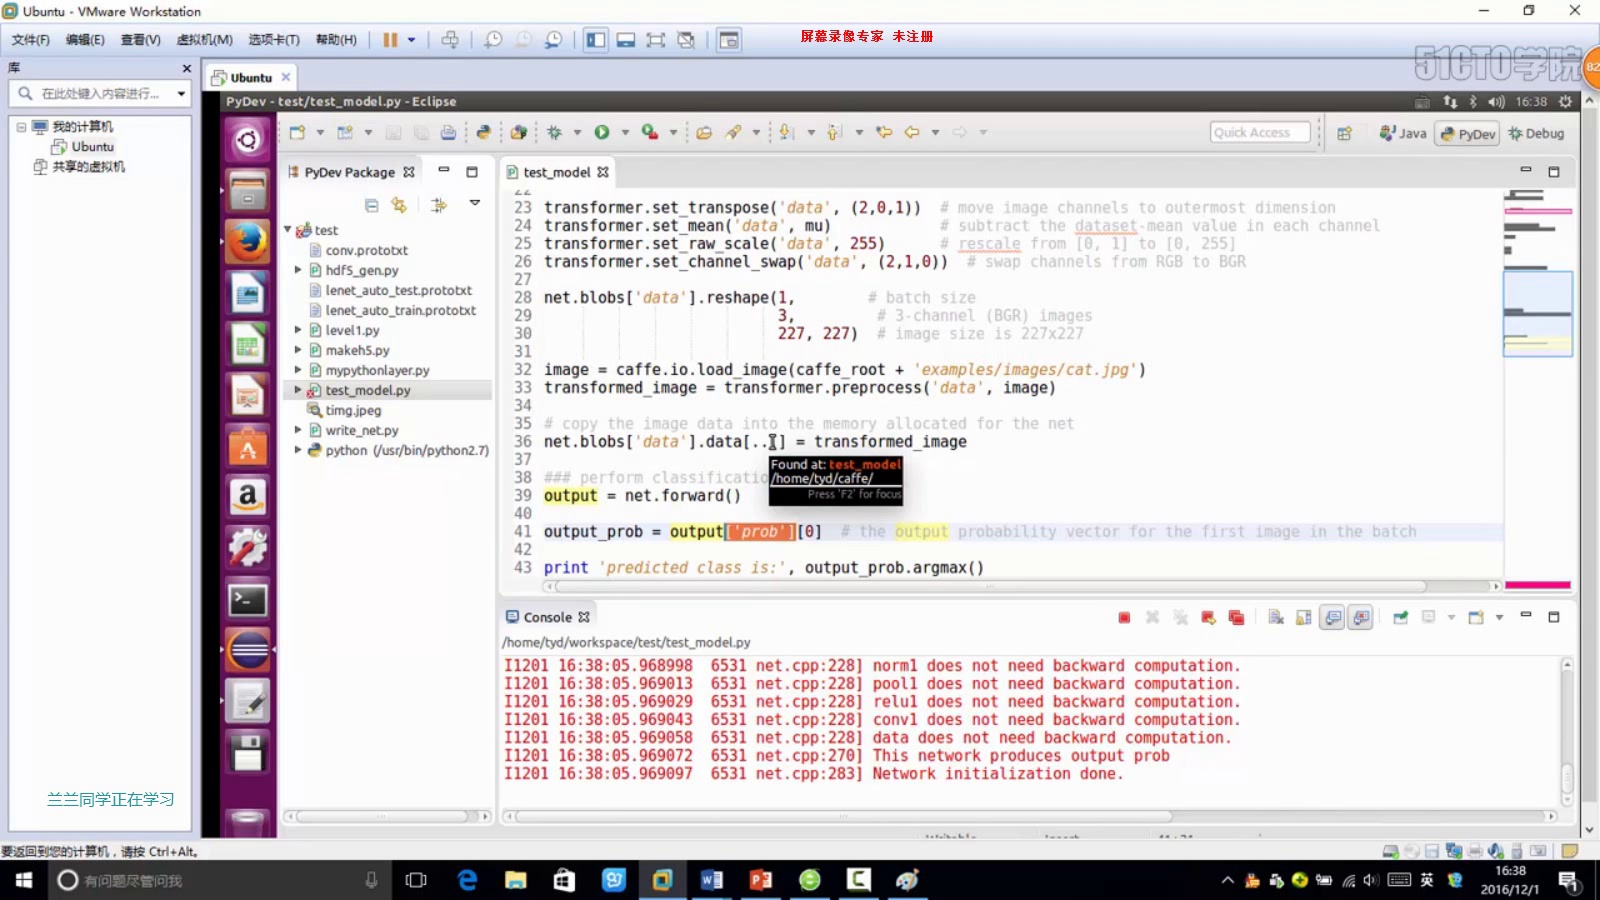 Ubuntu - VMware Workstation
文件(F) 编辑(E) 查看(V) 虚拟机(M) 选项卡(T) 帮助(H)
屏幕录像专家 未注册
51CTO学院
82
库
在此处键入内容进行...
我的计算机
Ubuntu
共享的虚拟机
兰兰同学正在学习
Ubuntu
PyDev - test/test_model.py - Eclipse
16:38
Quick Access
Java
PyDev
Debug
PyDev Package
test
conv.prototxt
hdf5_gen.py
lenet_auto_test.prototxt
lenet_auto_train.prototxt
level1.py
makeh5.py
mypythonlayer.py
test_model.py
timg.jpeg
write_net.py
python (/usr/bin/python2.7)
test_model
22
23 transformer.set_transpose('data', (2,0,1)) # move image channels to outermost dimension
24 transformer.set_mean('data', mu) # subtract the dataset-mean value in each channel
25 transformer.set_raw_scale('data', 255) # rescale from [0, 1] to [0, 255]
26 transformer.set_channel_swap('data', (2,1,0)) # swap channels from RGB to BGR
27
28 net.blobs['data'].reshape(1, # batch size
29 3, # 3-channel (BGR) images
30 227, 227) # image size is 227x227
31
32 image = caffe.io.load_image(caffe_root + 'examples/images/cat.jpg')
33 transformed_image = transformer.preprocess('data', image)
34
35 # copy the image data into the memory allocated for the net
36 net.blobs['data'].data[...] = transformed_image
37
38 ### perform classificatio
39 output = net.forward()
40
41 output_prob = output['prob'][0] # the output probability vector for the first image in the batch
42
43 print 'predicted class is:', output_prob.argmax()
Found at: test_model
/home/tyd/caffe/
Press 'F2' for focus
Console
/home/tyd/workspace/test/test_model.py
I1201 16:38:05.968998 6531 net.cpp:228] norm1 does not need backward computation.
I1201 16:38:05.969013 6531 net.cpp:228] pool1 does not need backward computation.
I1201 16:38:05.969029 6531 net.cpp:228] relu1 does not need backward computation.
I1201 16:38:05.969043 6531 net.cpp:228] conv1 does not need backward computation.
I1201 16:38:05.969058 6531 net.cpp:228] data does not need backward computation.
I1201 16:38:05.969072 6531 net.cpp:270] This network produces output prob
I1201 16:38:05.969097 6531 net.cpp:283] Network initialization done.
要返回到您的计算机，请按 Ctrl+Alt。
有问题尽管问我
英
16:38
2016/12/1
1